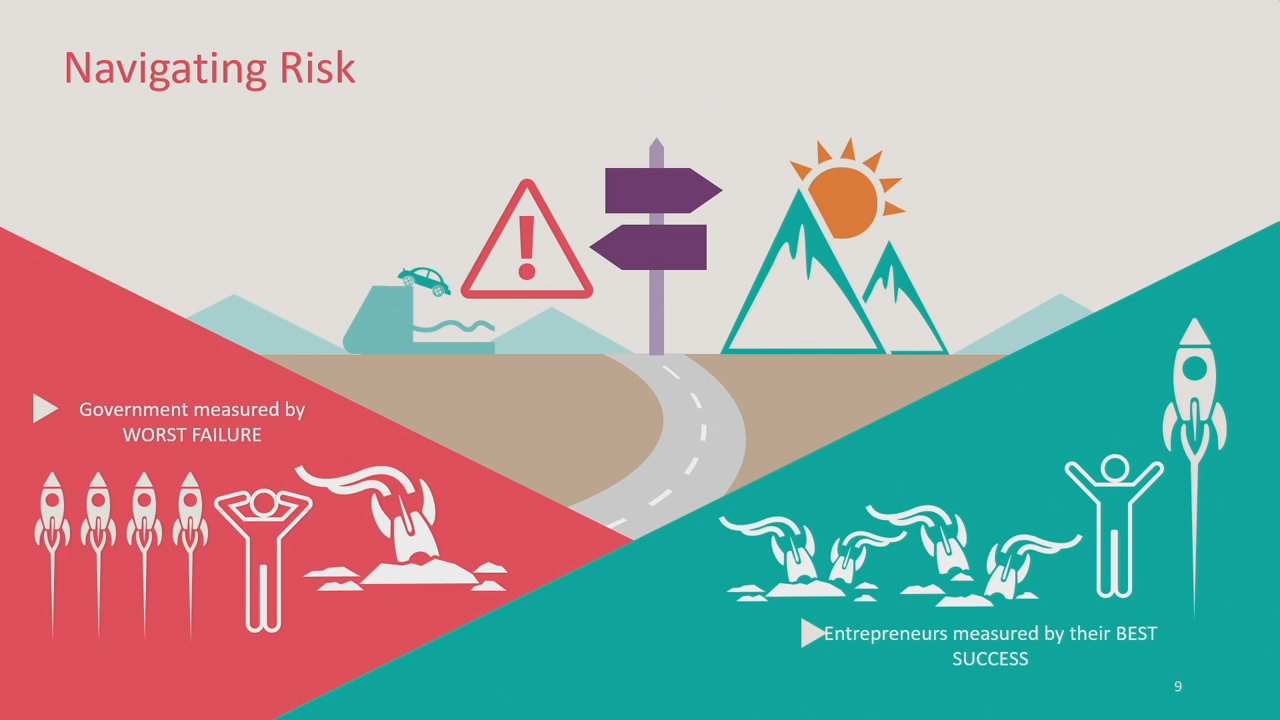 Navigating Risk
!
Government measured by
WORST FAILURE
Entrepreneurs measured by their BEST
SUCCESS
9